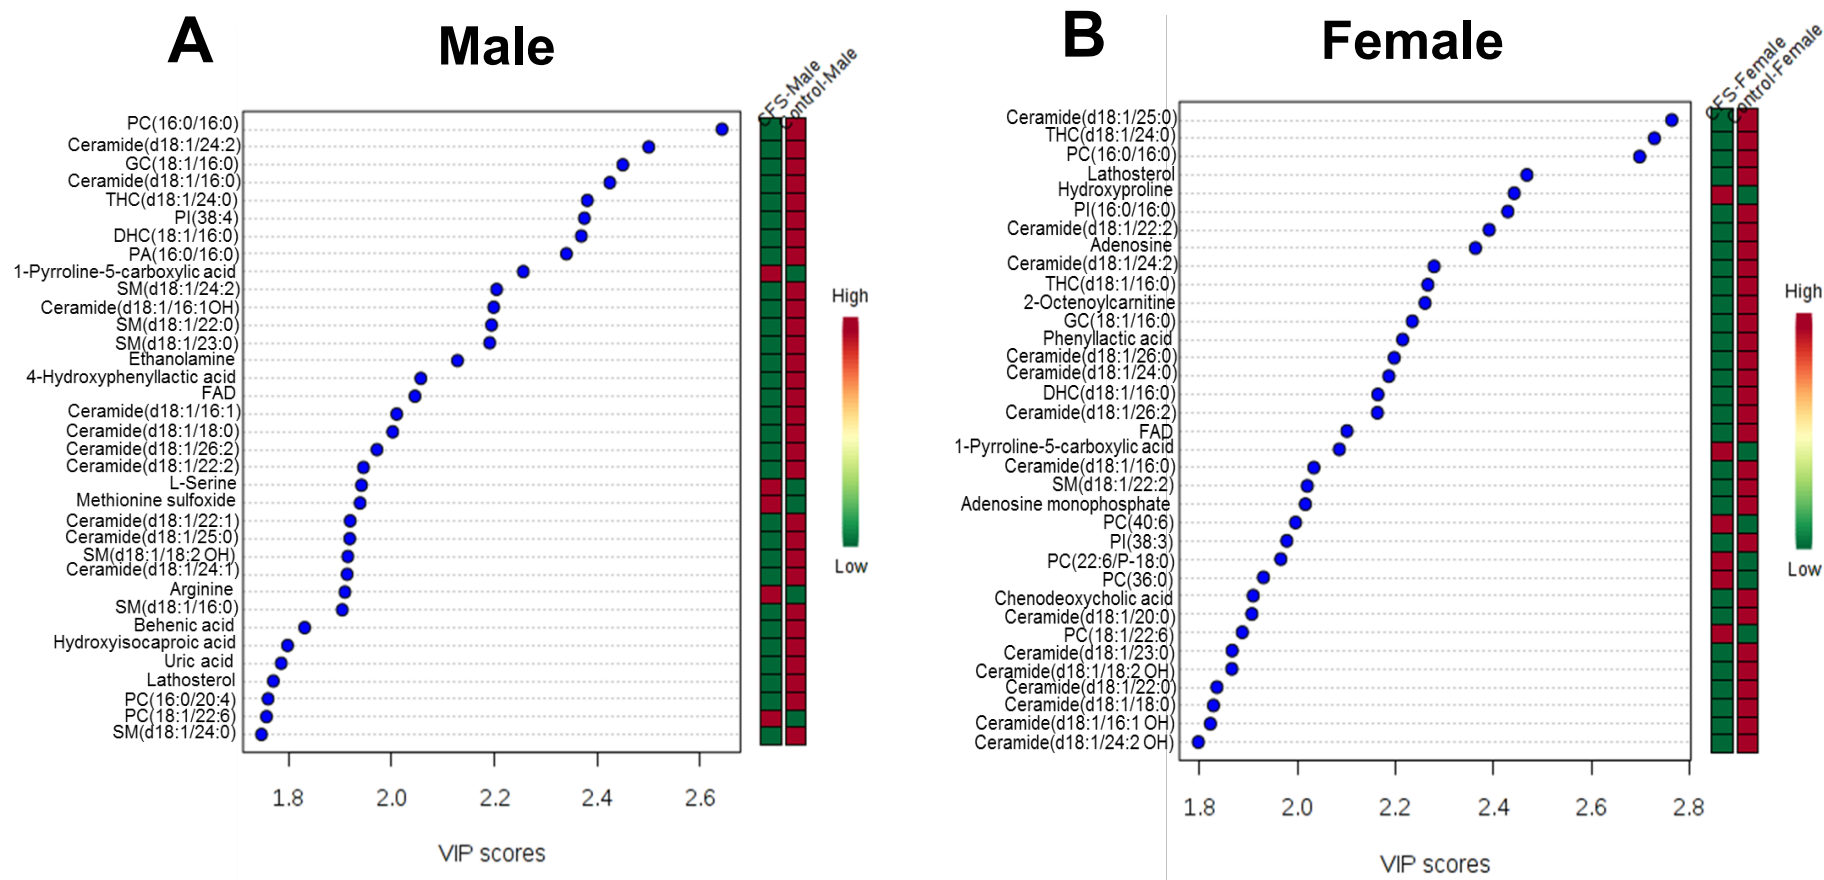 A
Male
CFS-Male
Control-Male
PC(16:0/16:0)
Ceramide(d18:1/24:2)
GC(18:1/16:0)
Ceramide(d18:1/16:0)
THC(d18:1/24:0)
PI(38:4)
DHC(18:1/16:0)
PA(16:0/16:0)
1-Pyrroline-5-carboxylic acid
SM(d18:1/24:2)
Ceramide(d18:1/16:1OH)
SM(d18:1/22:0)
SM(d18:1/23:0)
Ethanolamine
4-Hydroxyphenyllactic acid
FAD
Ceramide(d18:1/16:1)
Ceramide(d18:1/18:0)
Ceramide(d18:1/26:2)
Ceramide(d18:1/22:2)
L-Serine
Methionine sulfoxide
Ceramide(d18:1/22:1)
Ceramide(d18:1/25:0)
SM(d18:1/18:2 OH)
Ceramide(d18:1/24:1)
Arginine
SM(d18:1/16:0)
Behenic acid
Hydroxyisocaproic acid
Uric acid
Lathosterol
PC(16:0/20:4)
PC(18:1/22:6)
SM(d18:1/24:0)
1.8 2.0 2.2 2.4 2.6
VIP scores
High
Low
B
Female
CFS-Female
Control-Female
Ceramide(d18:1/25:0)
THC(d18:1/24:0)
PC(16:0/16:0)
Lathosterol
Hydroxyproline
PI(16:0/16:0)
Ceramide(d18:1/22:2)
Adenosine
Ceramide(d18:1/24:2)
THC(d18:1/16:0)
2-Octenoylcarnitine
GC(18:1/16:0)
Phenyllactic acid
Ceramide(d18:1/26:0)
Ceramide(d18:1/24:0)
DHC(d18:1/16:0)
Ceramide(d18:1/26:2)
FAD
1-Pyrroline-5-carboxylic acid
Ceramide(d18:1/16:0)
SM(d18:1/22:2)
Adenosine monophosphate
PC(40:6)
PI(38:3)
PC(22:6/P-18:0)
PC(36:0)
Chenodeoxycholic acid
Ceramide(d18:1/20:0)
PC(18:1/22:6)
Ceramide(d18:1/23:0)
Ceramide(d18:1/18:2 OH)
Ceramide(d18:1/22:0)
Ceramide(d18:1/18:0)
Ceramide(d18:1/16:1 OH)
Ceramide(d18:1/24:2 OH)
1.8 2.0 2.2 2.4 2.6 2.8
VIP scores
High
Low